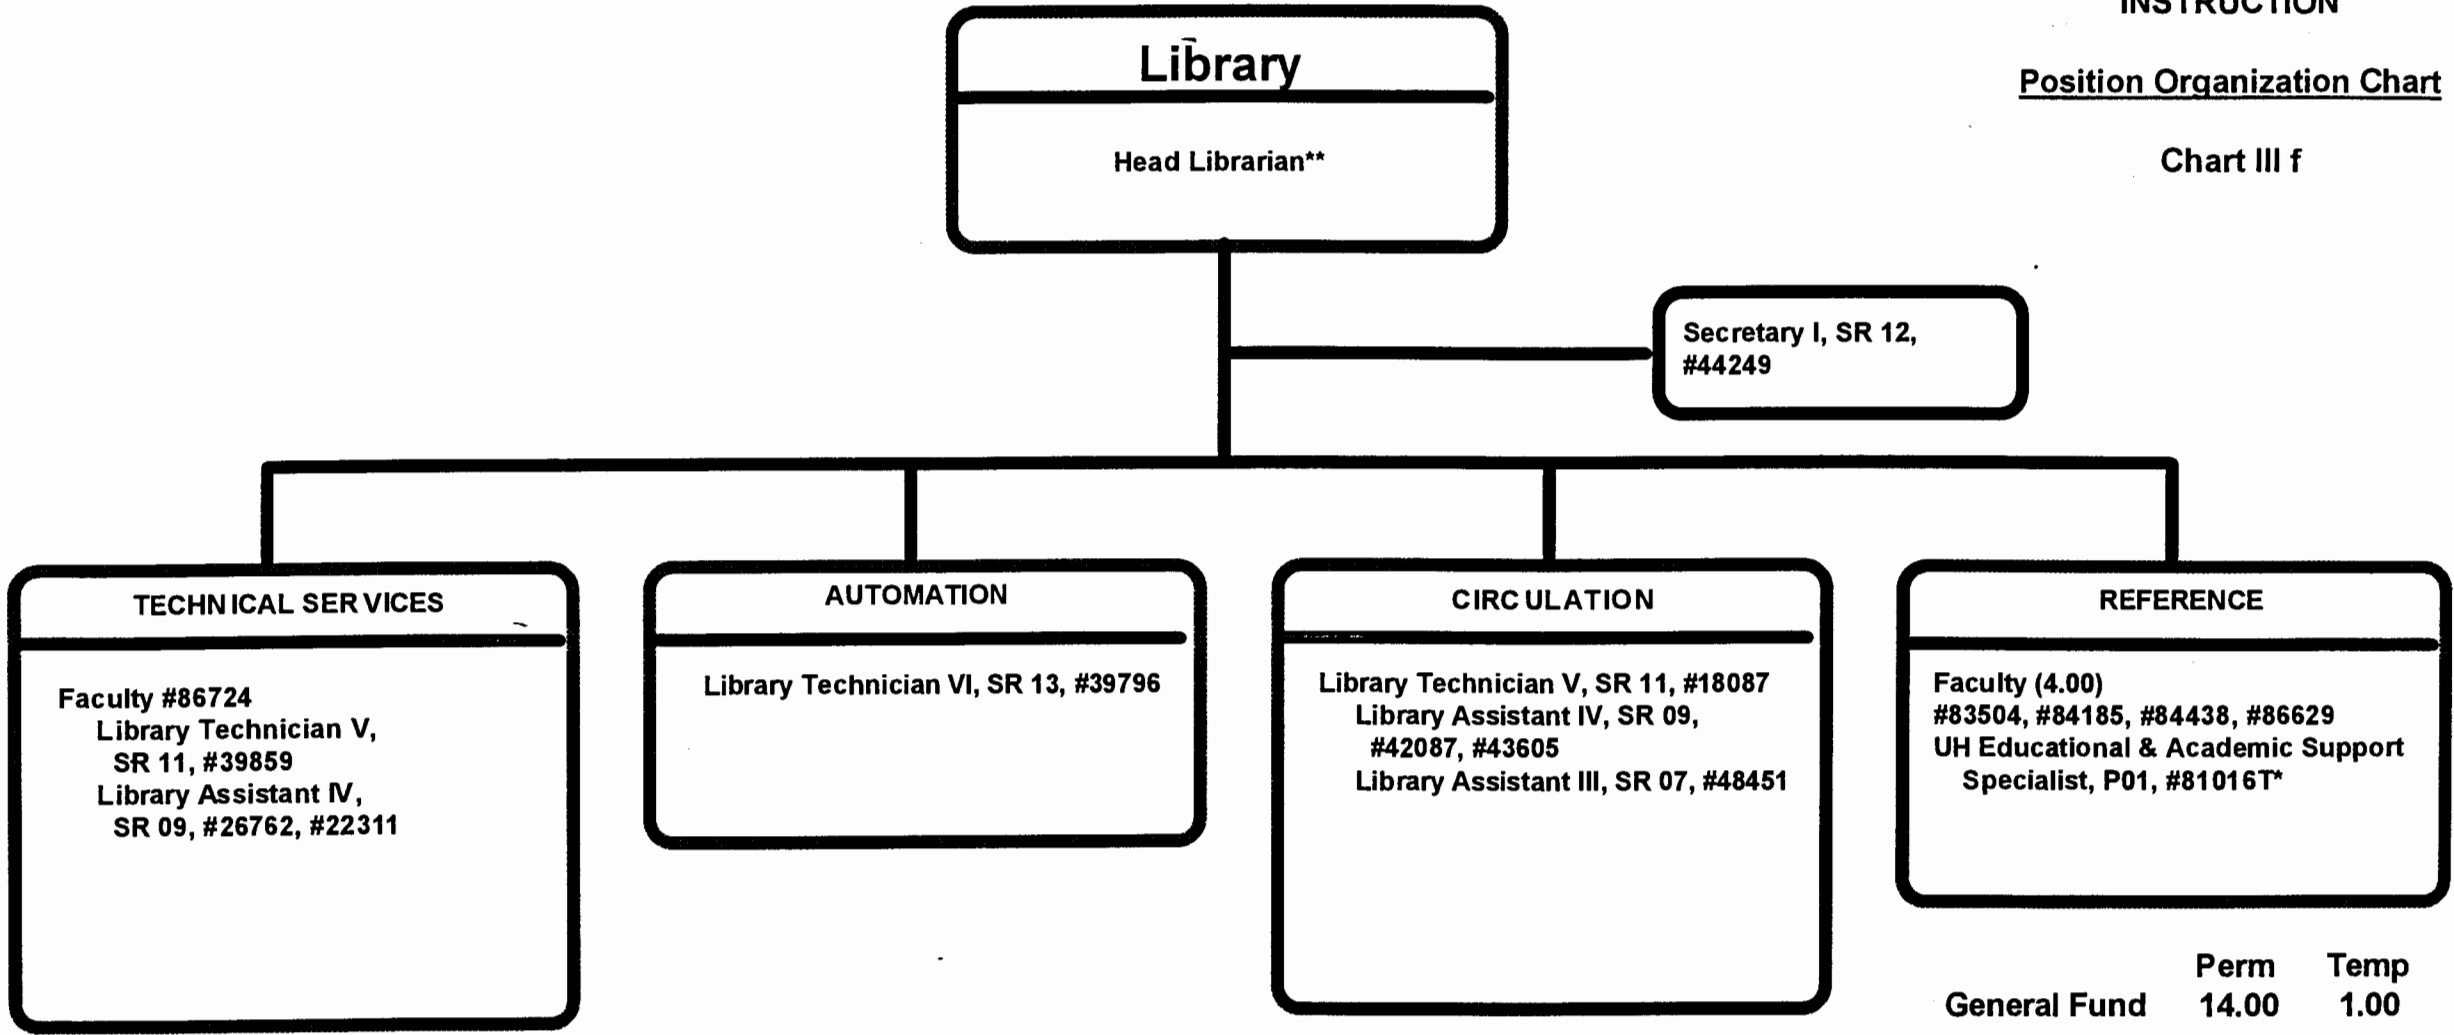 INSTRUCTION
Position Organization Chart
Chart III f
Library
Head Librarian**
Secretary I, SR 12,
#44249
TECHNICAL SERVICES
Faculty #86724
Library Technician V,
SR 11, #39859
Library Assistant IV,
SR 09, #26762, #22311
AUTOMATION
Library Technician VI, SR 13, #39796
CIRCULATION
Library Technician V, SR 11, #18087
Library Assistant IV, SR 09,
#42087, #43605
Library Assistant III, SR 07, #48451
REFERENCE
Faculty (4.00)
#83504, #84185, #84438, #86629
UH Educational & Academic Support
Specialist, P01, #81016T*
Perm Temp
General Fund 14.00 1.00